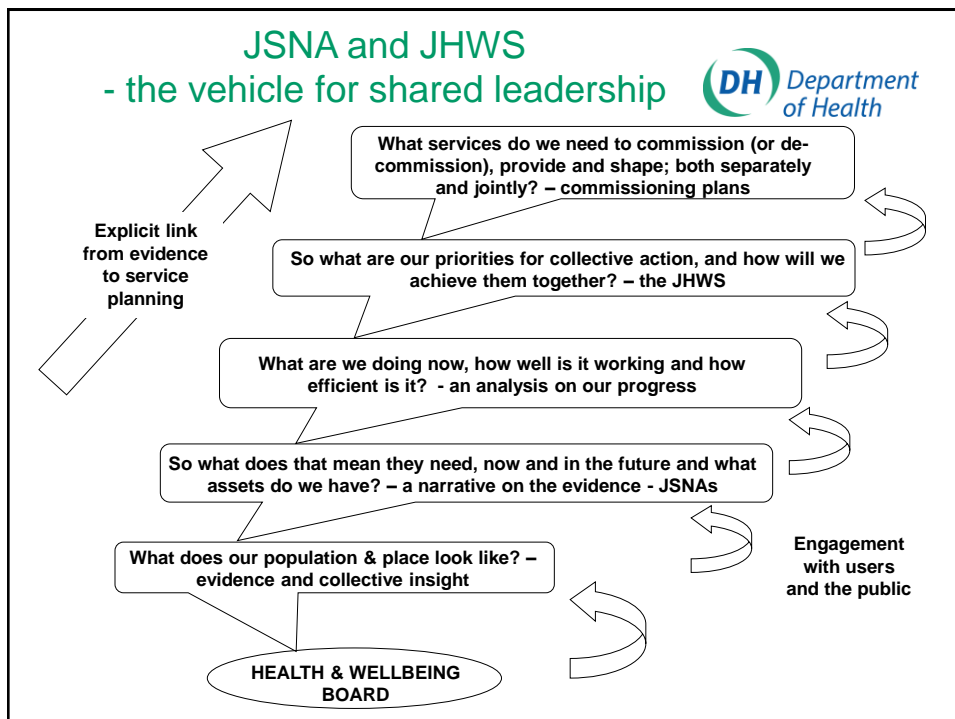 JSNA and JHWS
- the vehicle for shared leadership
DH Department
of Health
What services do we need to commission (or de-
commission), provide and shape; both separately
and jointly? – commissioning plans
Explicit link
from evidence
to service
planning
So what are our priorities for collective action, and how will we
achieve them together? – the JHWS
What are we doing now, how well is it working and how
efficient is it?  - an analysis on our progress
So what does that mean they need, now and in the future and what
assets do we have? – a narrative on the evidence - JSNAs
What does our population & place look like? –
evidence and collective insight
Engagement
with users
and the public
HEALTH & WELLBEING
BOARD